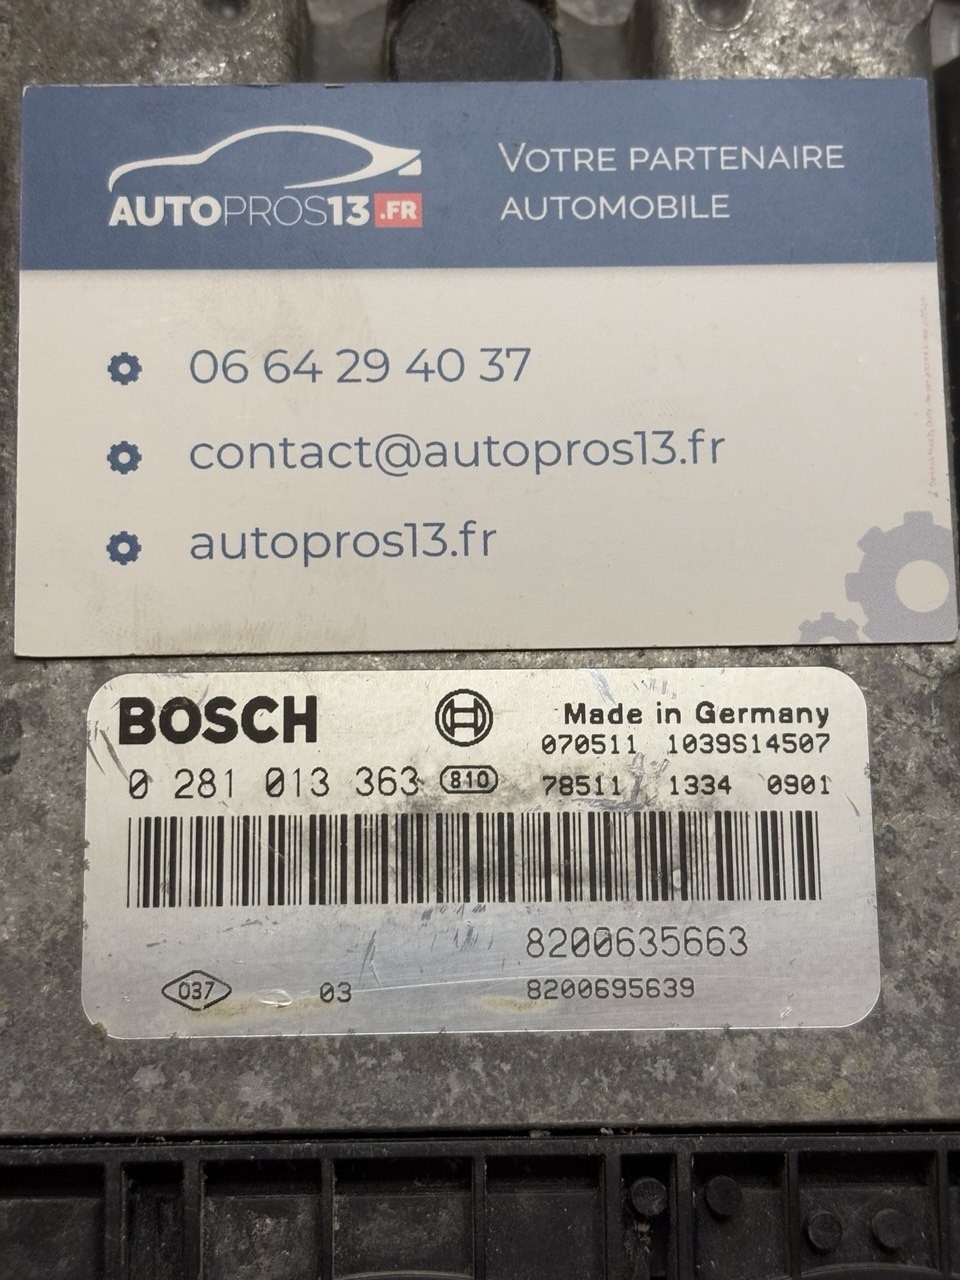 AUTOPROS13.FR
VOTRE PARTENAIRE
AUTOMOBILE
06 64 29 40 37
contact@autopros13.fr
autopros13.fr
BOSCH
Made in Germany
070511 1039S14507
0 281 013 363 810
78511 1334 0901
8200635663
037 03 8200695639